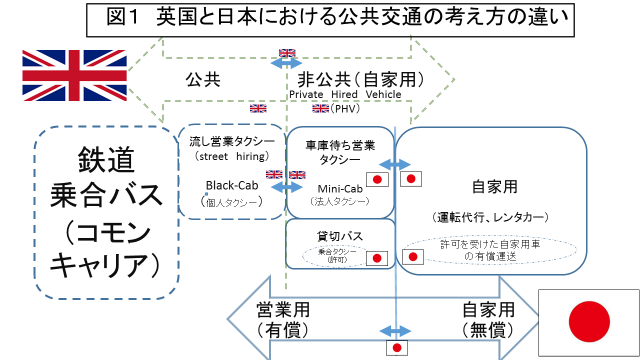 図1 英国と日本における公共交通の考え方の違い
公共
非公共(自家用)
Private Hired Vehicle
(PHV)
鉄道
乗合バス
(コモン
キャリア)
流し営業タクシー
(street hiring)
Black-Cab
(個人タクシー)
車庫待ち営業
タクシー
Mini-Cab
(法人タクシー)
貸切バス
乗合タクシー
(許可)
自家用
(運転代行、レンタカー)
許可を受けた自家用車
の有償運送
営業用
(有償)
自家用
(無償)